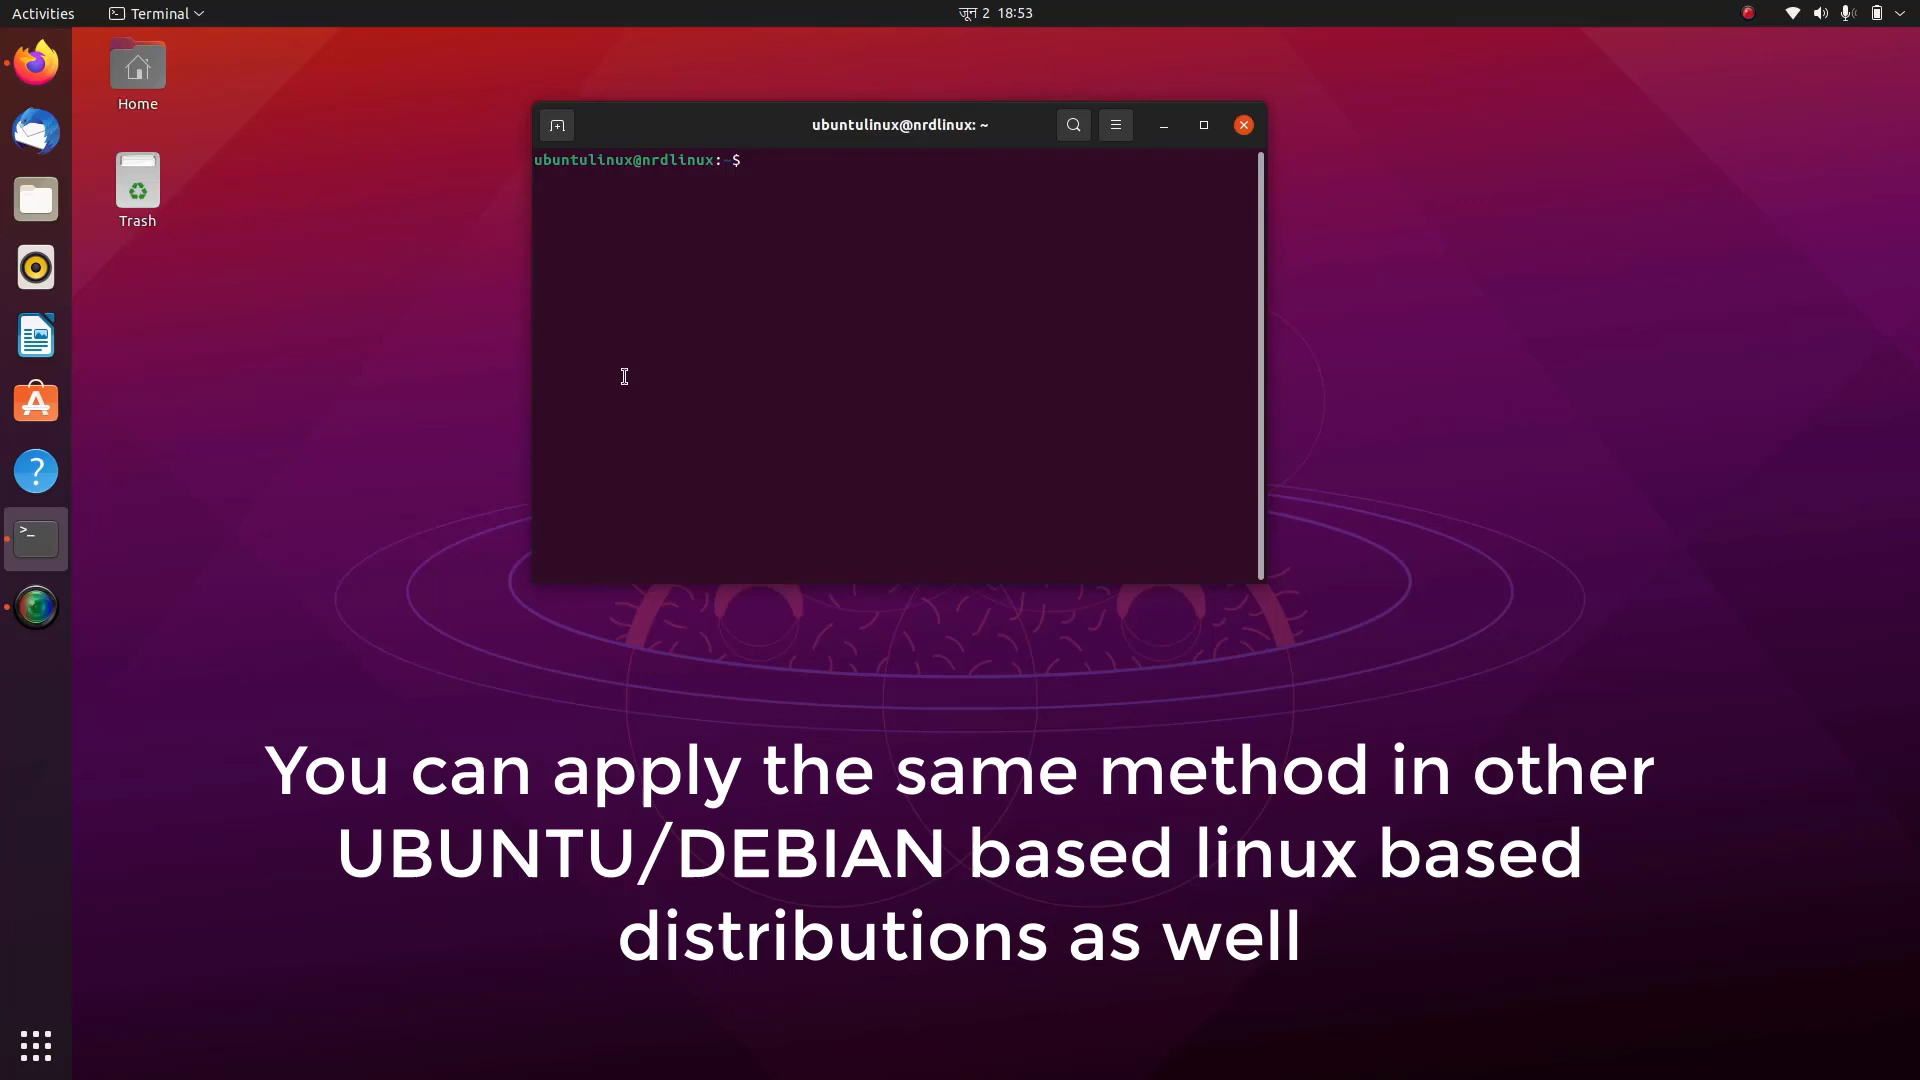 Activities
Terminal
जून 2 18:53
Home
Trash
ubuntulinux@nrdlinux: ~
ubuntulinux@nrdlinux:~$
You can apply the same method in other
UBUNTU/DEBIAN based linux based
distributions as well